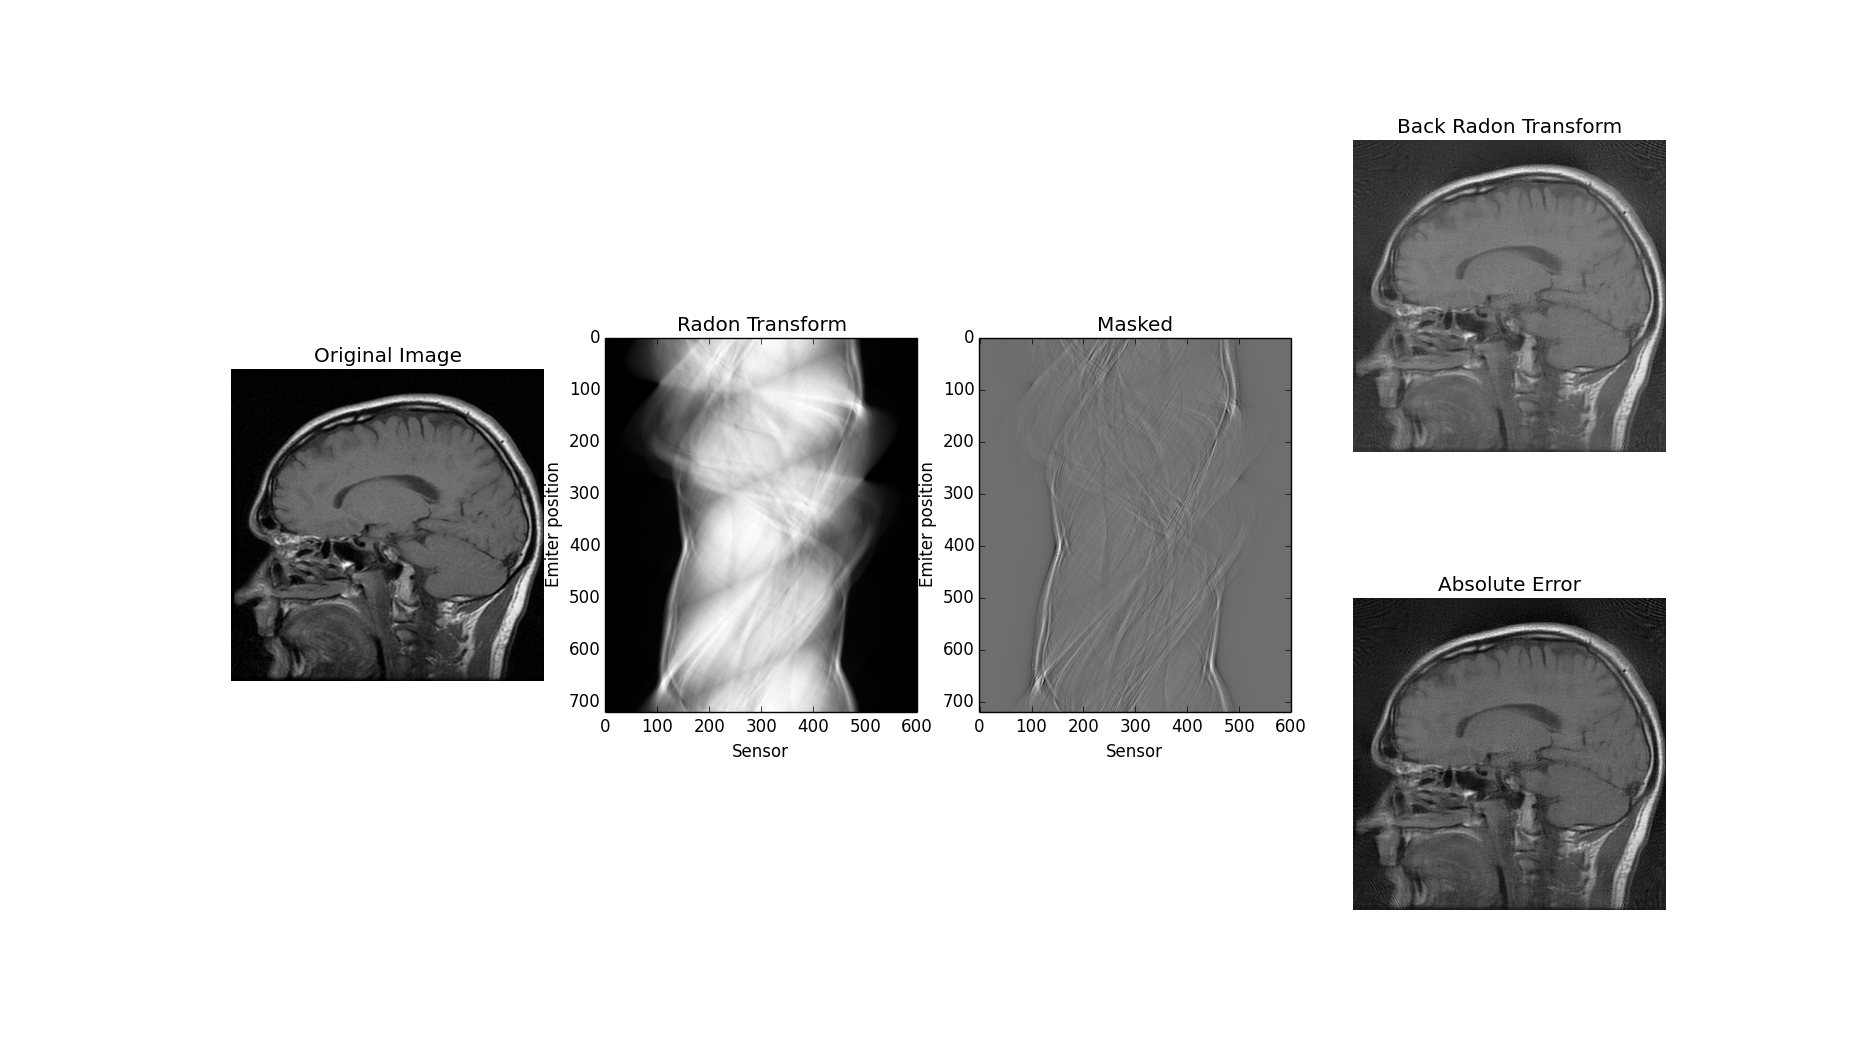 Original Image
Radon Transform
0
100
200
300
400
500
600
700
Emiter position
0 100 200 300 400 500 600
Sensor
Masked
0
100
200
300
400
500
600
700
Emiter position
0 100 200 300 400 500 600
Sensor
Back Radon Transform
Absolute Error